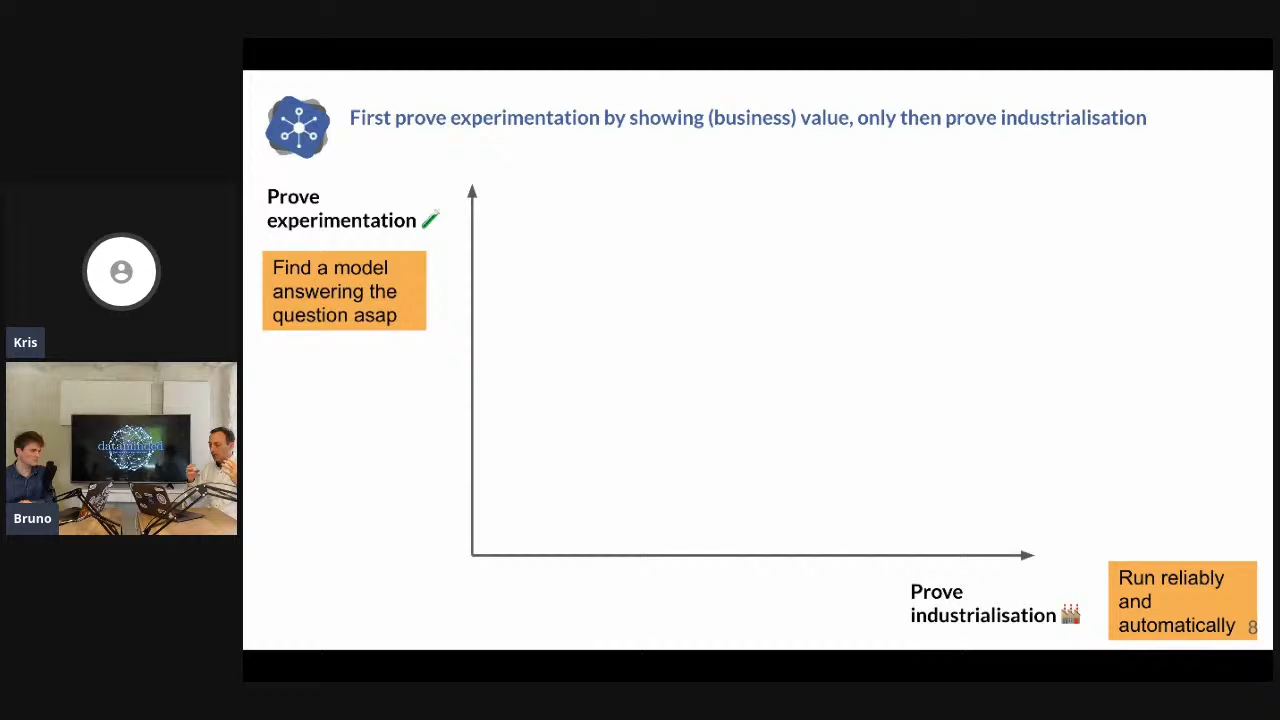 First prove experimentation by showing (business) value, only then prove industrialisation
Prove
experimentation
Find a model
answering the
question asap
Kris
dataminded
Bruno
Prove
industrialisation
Run reliably
and
automatically
8